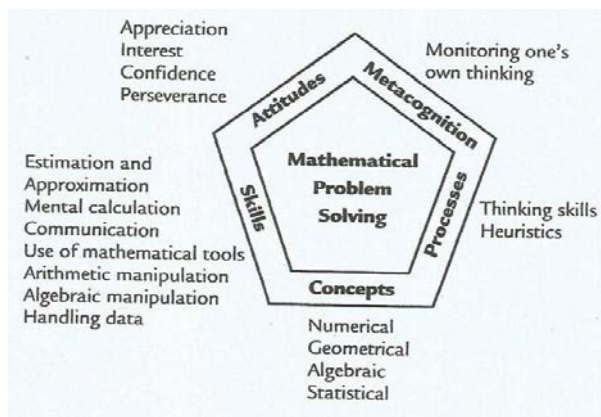 Appreciation
Interest
Confidence
Perseverance
Monitoring one's
own thinking
Attitudes
Metacognition
Mathematical
Problem
Solving
Estimation and
Approximation
Mental calculation
Communication
Use of mathematical tools
Arithmetic manipulation
Algebraic manipulation
Handling data
Skills
Processes
Thinking skills
Heuristics
Concepts
Numerical
Geometrical
Algebraic
Statistical